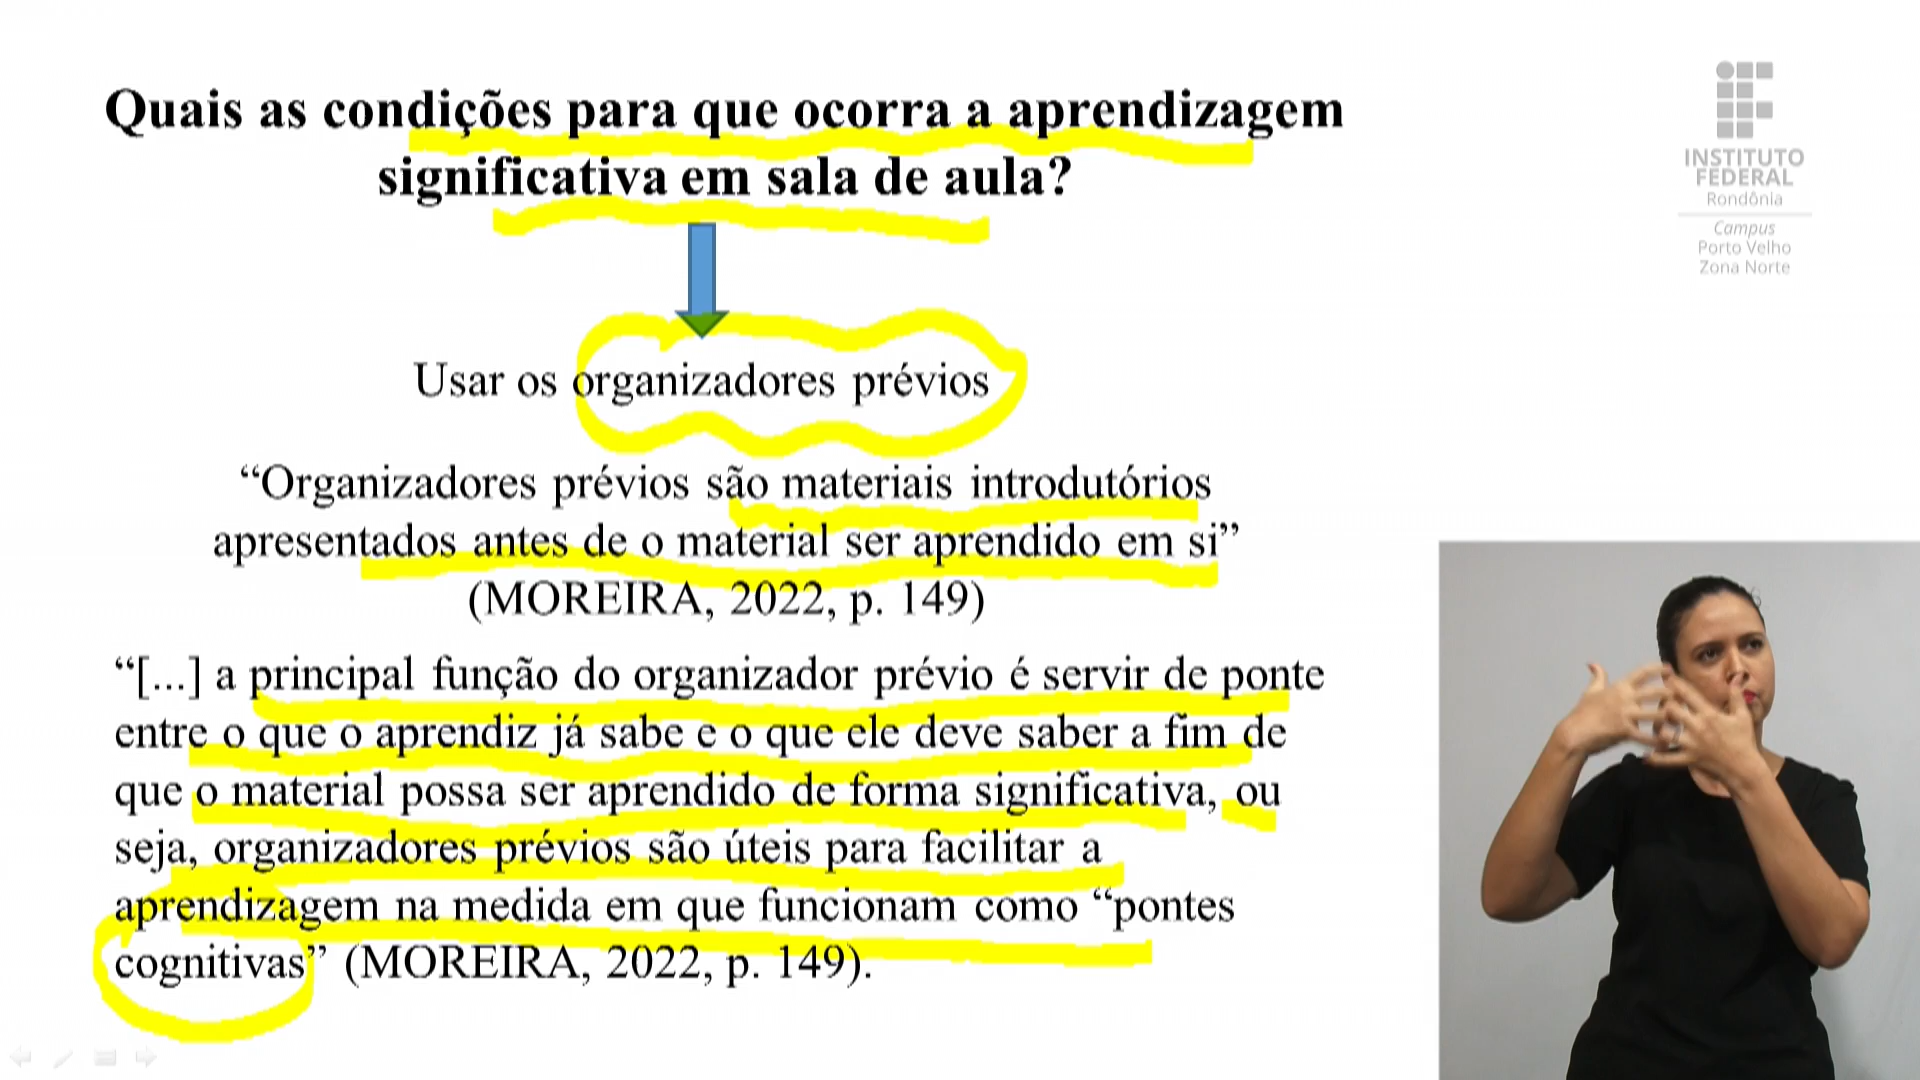 Quais as condições para que ocorra a aprendizagem
significativa em sala de aula?
Usar os organizadores prévios
“Organizadores prévios são materiais introdutórios
apresentados antes de o material ser aprendido em si”
(MOREIRA, 2022, p. 149)
“[...] a principal função do organizador prévio é servir de ponte
entre o que o aprendiz já sabe e o que ele deve saber a fim de
que o material possa ser aprendido de forma significativa, ou
seja, organizadores prévios são úteis para facilitar a
aprendizagem na medida em que funcionam como “pontes
cognitivas” (MOREIRA, 2022, p. 149).
INSTITUTO
FEDERAL
Rondônia
Campus
Porto Velho
Zona Norte